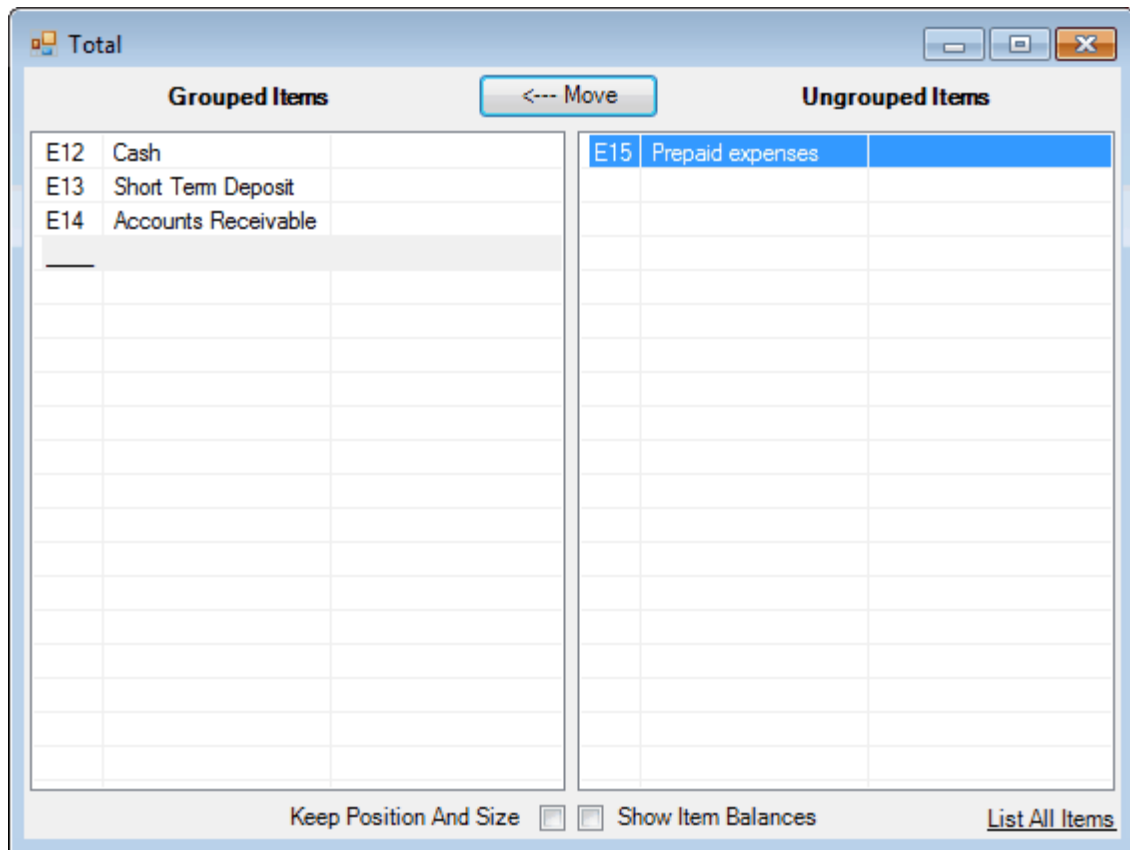 Total
Grouped Items <--- Move Ungrouped Items
E12 Cash E15 Prepaid expenses
E13 Short Term Deposit
E14 Accounts Receivable
Keep Position And Size Show Item Balances List All Items